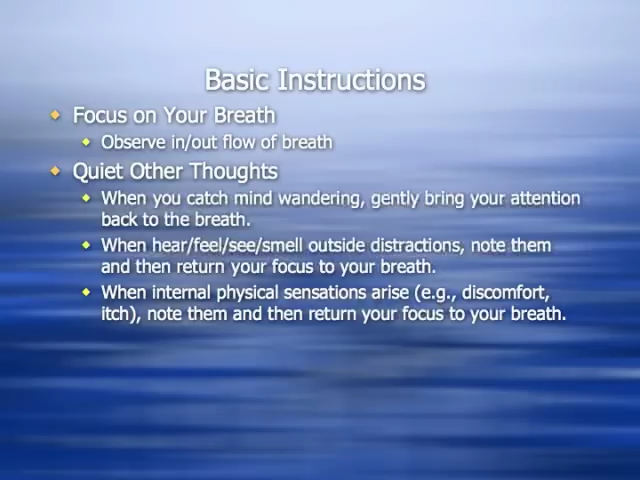 Basic Instructions
Focus on Your Breath
Observe in/out flow of breath
Quiet Other Thoughts
When you catch mind wandering, gently bring your attention
back to the breath.
When hear/feel/see/smell outside distractions, note them
and then return your focus to your breath.
When internal physical sensations arise (e.g., discomfort,
itch), note them and then return your focus to your breath.